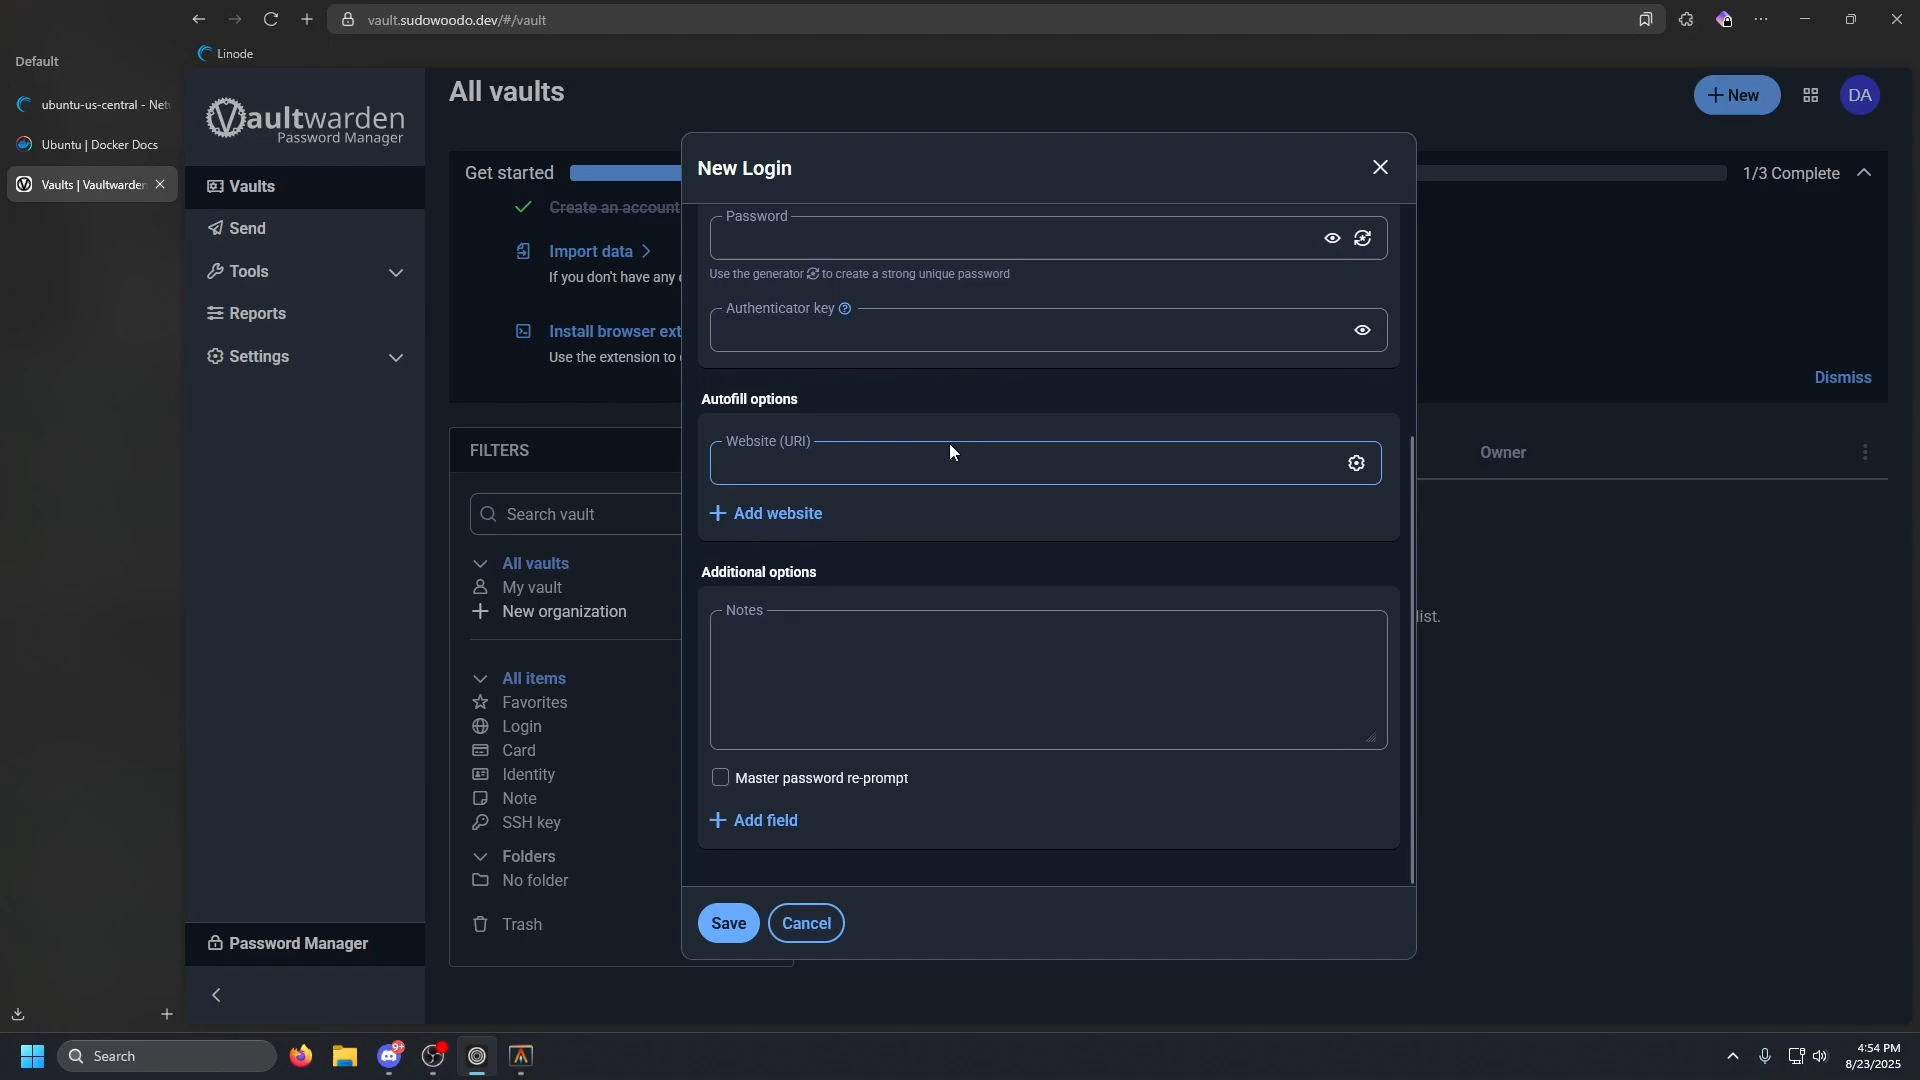 vault.sudowoodo.dev/#/vault
Default
Linode
ubuntu-us-central - Net
Ubuntu | Docker Docs
Vaults | Vaultwarden
Vaultwarden
Password Manager
All vaults
New
DA
Get started
1/3 Complete
Create an account
Import data
If you don't have any
Install browser ext
Use the extension to
Dismiss
Vaults
Send
Tools
Reports
Settings
New Login
Password
Use the generator to create a strong unique password
Authenticator key
Autofill options
Website (URI)
Add website
Additional options
Notes
Master password re-prompt
Add field
Save
Cancel
FILTERS
Owner
Search vault
All vaults
My vault
New organization
list.
All items
Favorites
Login
Card
Identity
Note
SSH key
Folders
No folder
Trash
Password Manager
Search
9+
4:54 PM
8/23/2025